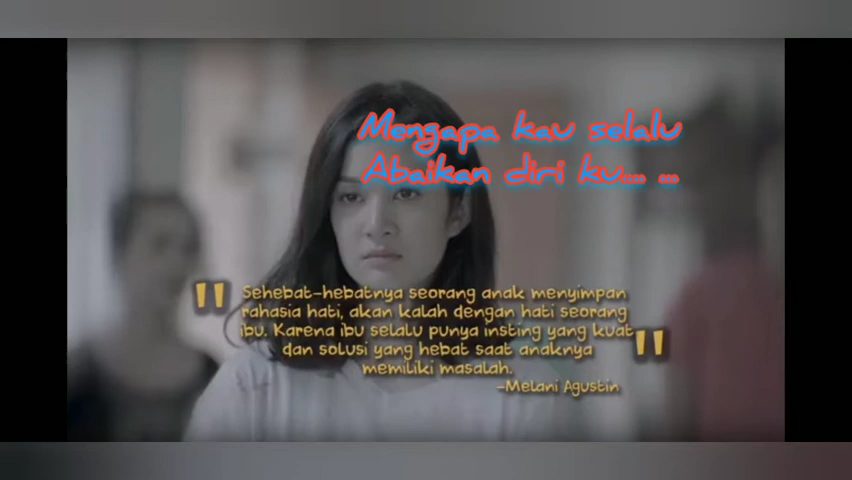 Mengapa kau selalu
Abaikan diri ku.... ...
"Sehebat-hebatnya seorang anak menyimpan
rahasia hati, akan kalah dengan hati seorang
ibu. Karena ibu selalu punya insting yang kuat
dan solusi yang hebat saat anaknya
memiliki masalah."
-Melani Agustin